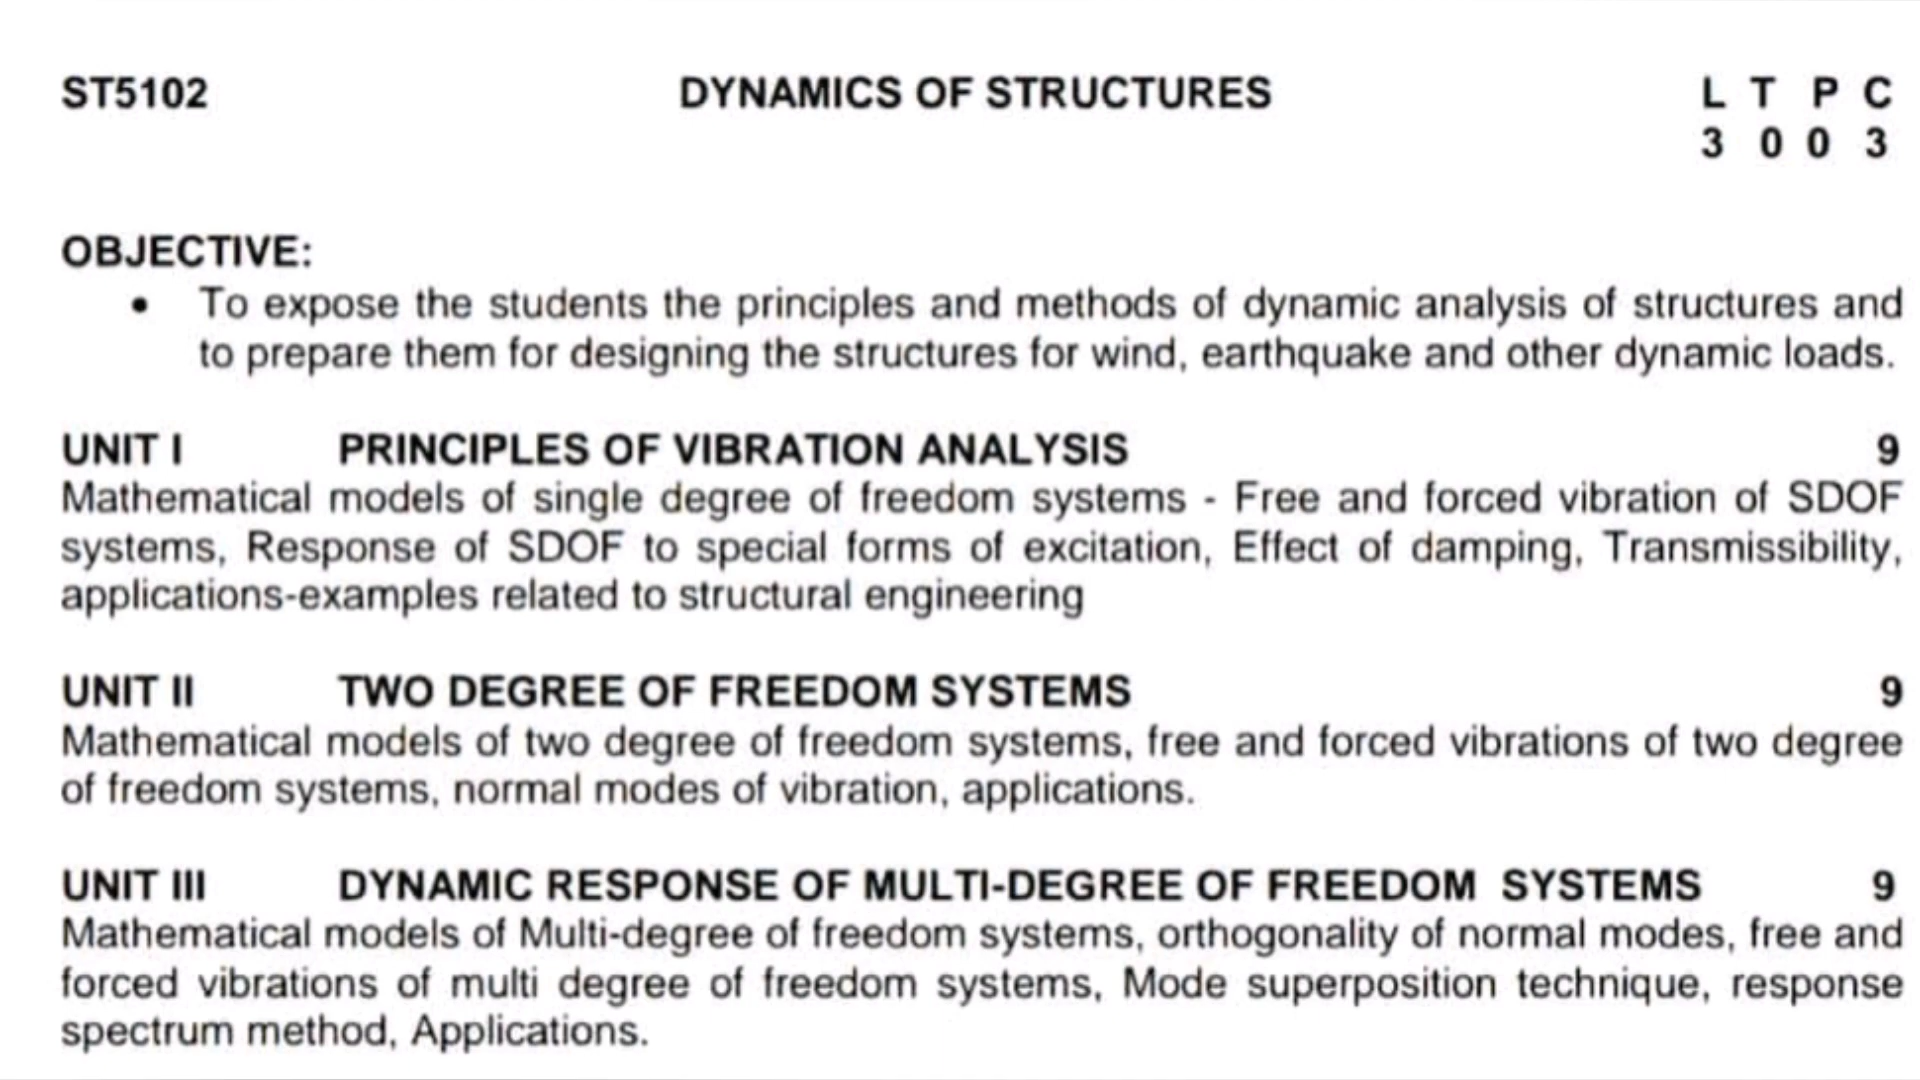 ST5102 DYNAMICS OF STRUCTURES L T P C
3 0 0 3
OBJECTIVE:
• To expose the students the principles and methods of dynamic analysis of structures and
to prepare them for designing the structures for wind, earthquake and other dynamic loads.
UNIT I PRINCIPLES OF VIBRATION ANALYSIS 9
Mathematical models of single degree of freedom systems - Free and forced vibration of SDOF
systems, Response of SDOF to special forms of excitation, Effect of damping, Transmissibility,
applications-examples related to structural engineering
UNIT II TWO DEGREE OF FREEDOM SYSTEMS 9
Mathematical models of two degree of freedom systems, free and forced vibrations of two degree
of freedom systems, normal modes of vibration, applications.
UNIT III DYNAMIC RESPONSE OF MULTI-DEGREE OF FREEDOM SYSTEMS 9
Mathematical models of Multi-degree of freedom systems, orthogonality of normal modes, free and
forced vibrations of multi degree of freedom systems, Mode superposition technique, response
spectrum method, Applications.